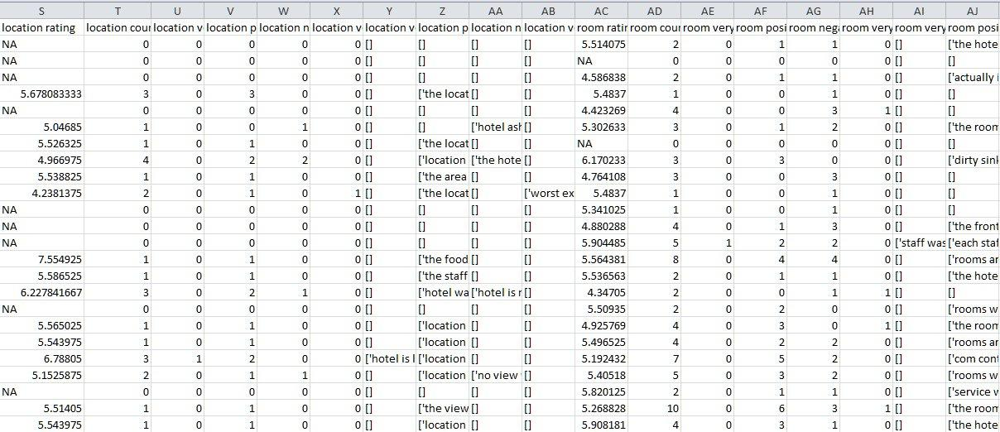 S T U V W X Y Z AA AB AC AD AE AF AG AH AI AJ
location rating location cour location v location p location n location v location v location p location n location v room ratir room cour room very room posi room nega room very room very room posi
NA 0 0 0 0 0 [] [] [] [] 5.514075 2 0 1 1 0 [] ['the hote
NA 0 0 0 0 0 [] [] [] [] NA 0 0 0 0 0 [] []
NA 0 0 0 0 0 [] [] [] [] 4.586838 2 0 1 1 0 [] ['actually i
5.678083333 3 0 3 0 0 [] ['the locat [] [] 5.4837 1 0 0 1 0 [] []
NA 0 0 0 0 0 [] [] [] [] 4.423269 4 0 0 3 1 [] []
5.04685 1 0 0 1 0 [] [] ['hotel ash [] 5.302633 3 0 1 2 0 [] ['the room
5.526325 1 0 1 0 0 [] ['the locat [] [] NA 0 0 0 0 0 [] []
4.966975 4 0 2 2 0 [] ['location ['the hote [] 6.170233 3 0 3 0 0 [] ['dirty sink
5.538825 1 0 1 0 0 [] ['the area [] [] 4.764108 3 0 0 3 0 [] []
4.2381375 2 0 1 0 1 [] ['the locat [] ['worst ex 5.4837 1 0 0 1 0 [] []
NA 0 0 0 0 0 [] [] [] [] 5.341025 1 0 0 1 0 [] []
NA 0 0 0 0 0 [] [] [] [] 4.880288 4 0 1 3 0 [] ['the front
NA 0 0 0 0 0 [] [] [] [] 5.904485 5 1 2 2 0 ['staff was ['each staf
7.554925 1 0 1 0 0 [] ['the food [] [] 5.564381 8 0 4 4 0 [] ['rooms ar
5.586525 1 0 1 0 0 [] ['the staff [] [] 5.536563 2 0 1 1 0 [] ['the hote
6.227841667 3 0 2 1 0 [] ['hotel wa ['hotel is r [] 4.34705 2 0 0 1 1 [] []
NA 0 0 0 0 0 [] [] [] [] 5.50935 2 0 2 0 0 [] ['rooms w
5.565025 1 0 1 0 0 [] ['location [] [] 4.925769 4 0 3 0 1 [] ['the room
5.543975 1 0 1 0 0 [] ['location [] [] 5.496525 4 0 2 2 0 [] ['rooms ar
6.78805 3 1 2 0 0 ['hotel is l ['location [] [] 5.192432 7 0 5 2 0 [] ['com cont
5.1525875 2 0 1 1 0 [] ['location ['no view [] 5.40518 5 0 3 2 0 [] ['rooms w
NA 0 0 0 0 0 [] [] [] [] 5.820125 2 0 1 1 0 [] ['service w
5.51405 1 0 1 0 0 [] ['the view [] [] 5.268828 10 0 6 3 1 [] ['the room
5.543975 1 0 1 0 0 [] ['location [] [] 5.908181 4 0 3 1 0 [] ['the hote